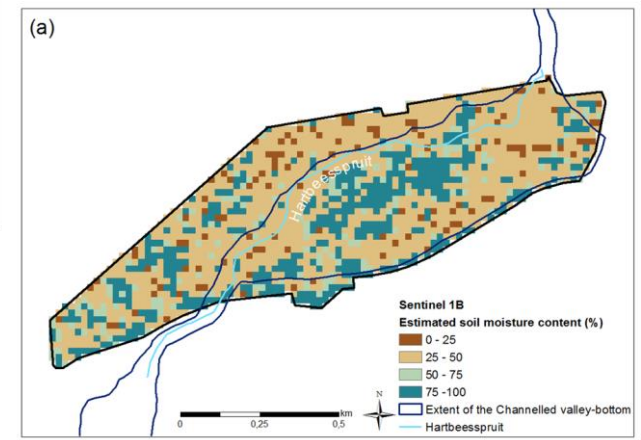 (a)
Hartbeesspruit
Sentinel 1B
Estimated soil moisture content (%)
0 - 25
25 - 50
50 - 75
75 -100
Extent of the Channelled valley-bottom
Hartbeesspruit
N
km
0 0,25 0,5